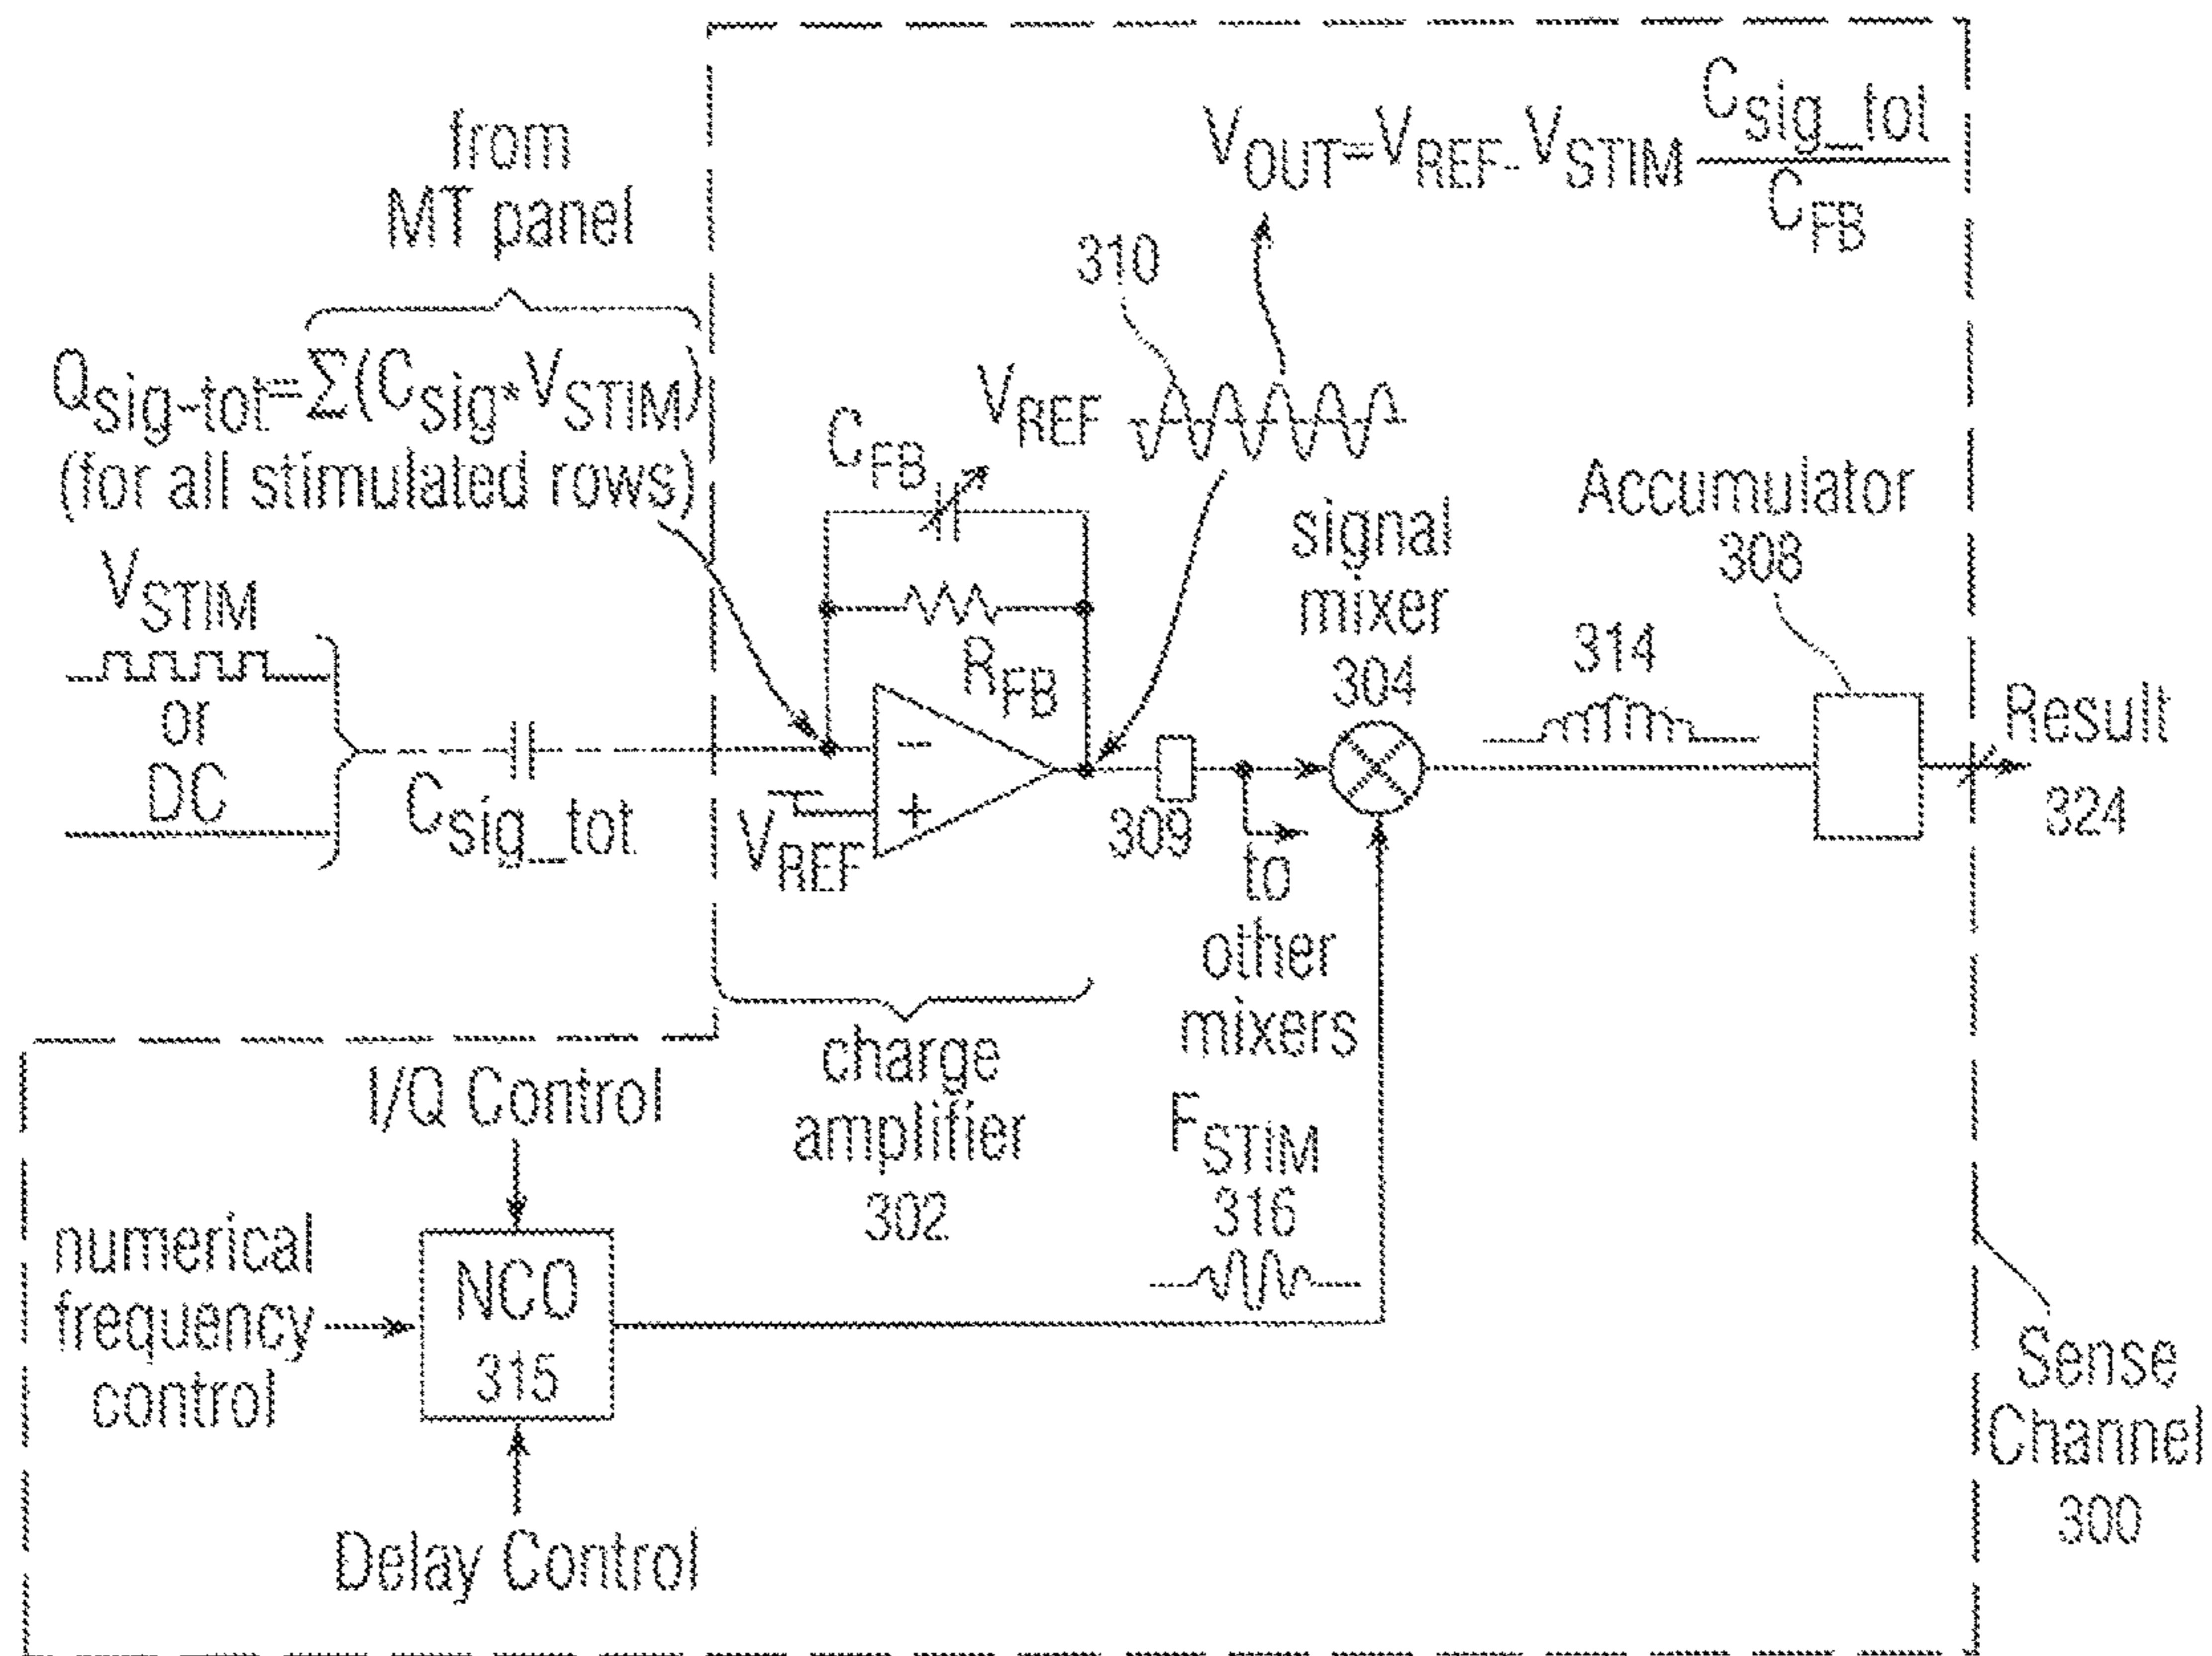 from
MT panel
Qsig-tot=Σ(Csig*VSTIM)
(for all stimulated rows)
VSTIM
or
DC
Csig_tot
VOUT=VREF-VSTIM Csig_tot
CFB
310
VREF
CFB
RFB
VREF
-
+
309
signal
mixer
304
to
other
mixers
314
Accumulator
308
Result
324
charge
amplifier
302
FSTIM
316
I/Q Control
numerical
frequency
control
NCO
315
Delay Control
Sense
Channel
300